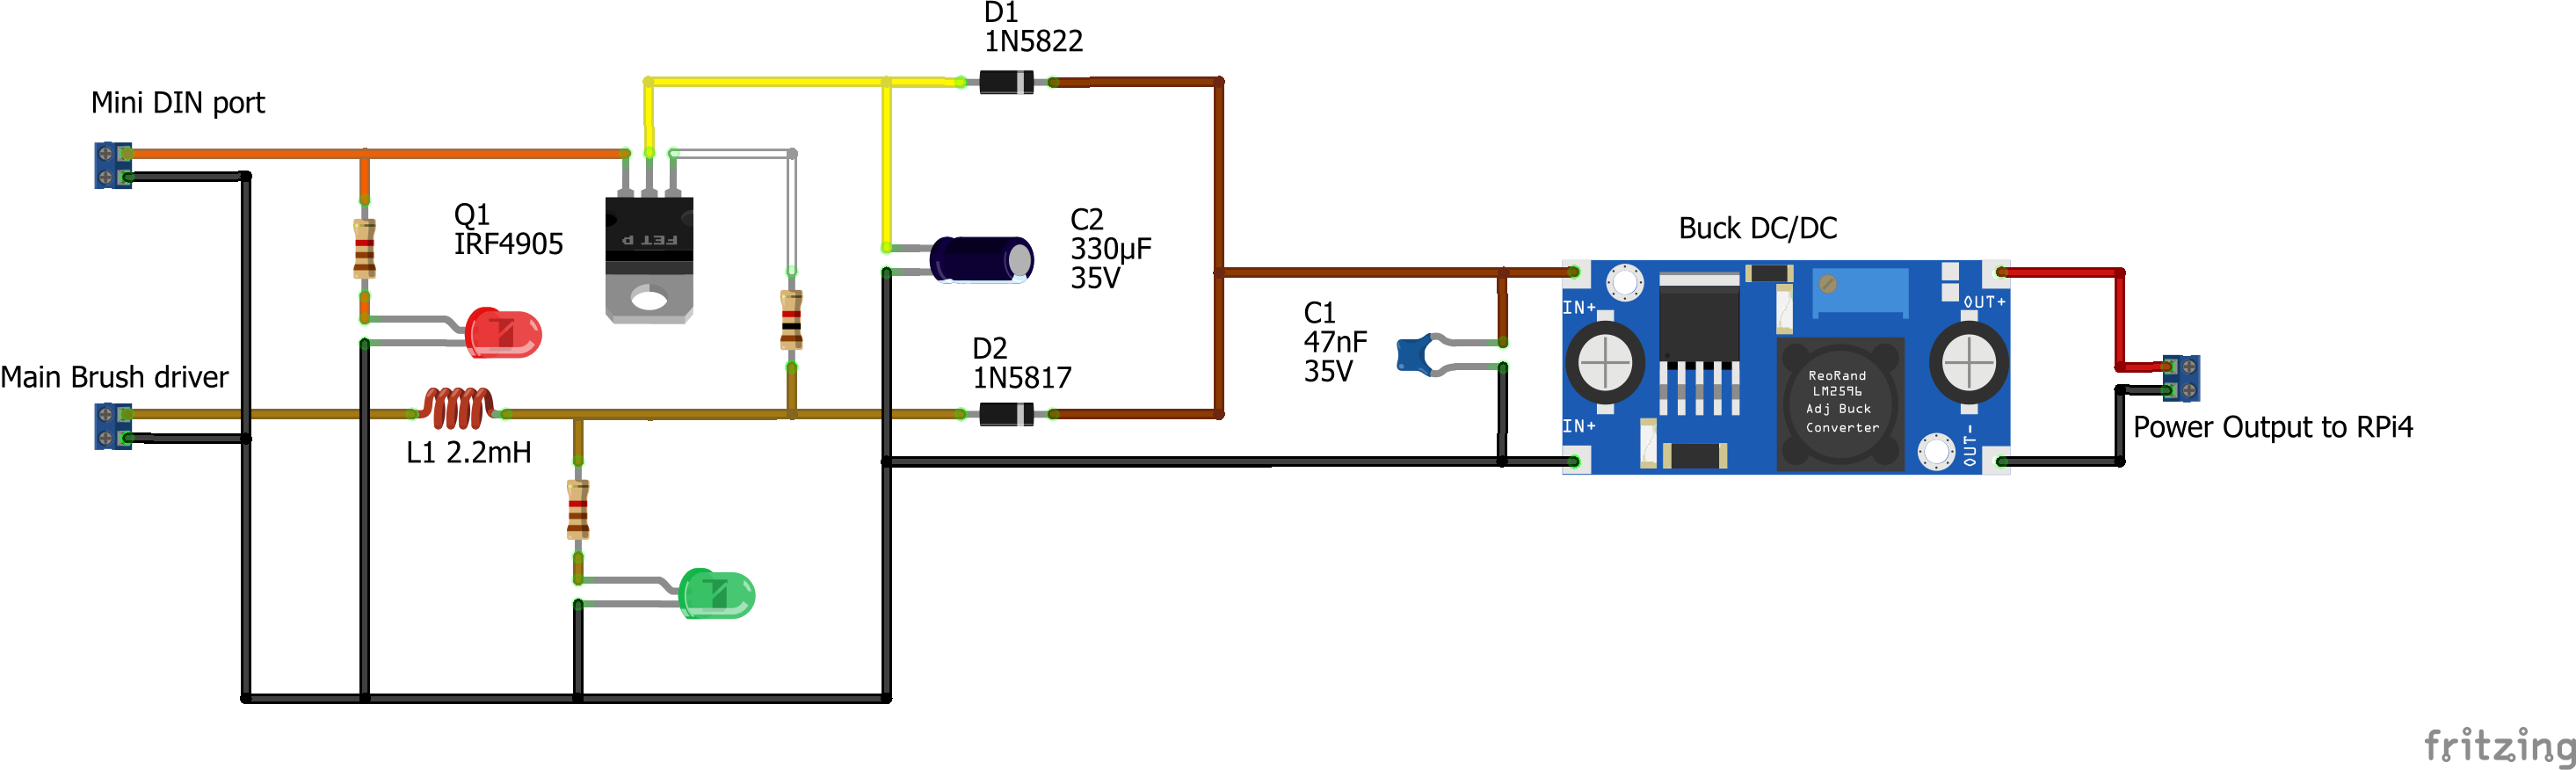 D1
1N5822
Mini DIN port
Q1
IRF4905
FET P
C2
330µF
35V
Buck DC/DC
IN+
OUT+
C1
47nF
35V
D2
1N5817
Main Brush driver
L1 2.2mH
ReoRand
LM2596
Adj Buck
Converter
IN+
OUT-
Power Output to RPi4
fritzing